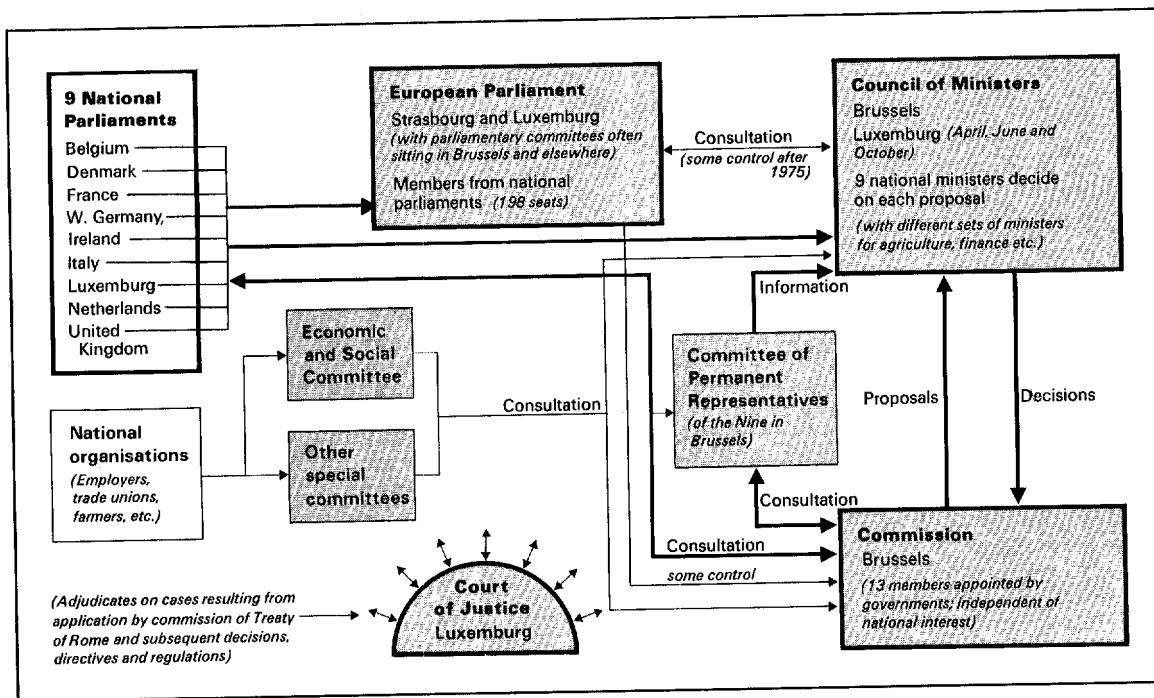 9 National
Parliaments
Belgium
Denmark
France
W. Germany,
Ireland
Italy
Luxemburg
Netherlands
United
Kingdom
European Parliament
Strasbourg and Luxemburg
(with parliamentary committees often
sitting in Brussels and elsewhere)
Members from national
parliaments (198 seats)
Consultation
(some control after
1975)
Council of Ministers
Brussels
Luxemburg (April, June and
October)
9 national ministers decide
on each proposal
(with different sets of ministers
for agriculture, finance etc.)
Information
Economic
and Social
Committee
Committee of
Permanent
Representatives
(of the Nine in
Brussels)
Proposals
Decisions
Consultation
National
organisations
(Employers,
trade unions,
farmers, etc.)
Other
special
committees
Consultation
Consultation
some control
Commission
Brussels
(13 members appointed by
governments; independent of
national interest)
Court
of Justice
Luxemburg
(Adjudicates on cases resulting from
application by commission of Treaty
of Rome and subsequent decisions,
directives and regulations)